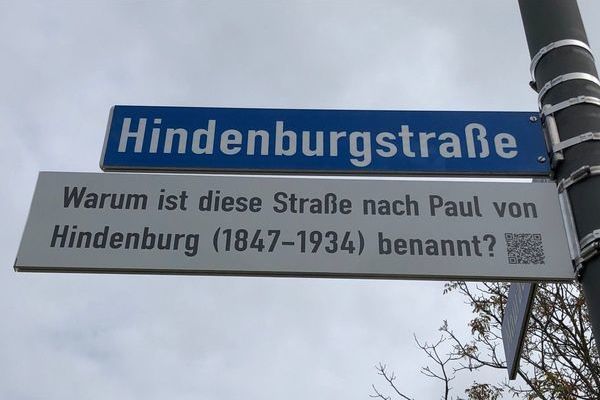 Hindenburgstraße
Warum ist diese Straße nach Paul von
Hindenburg (1847–1934) benannt?